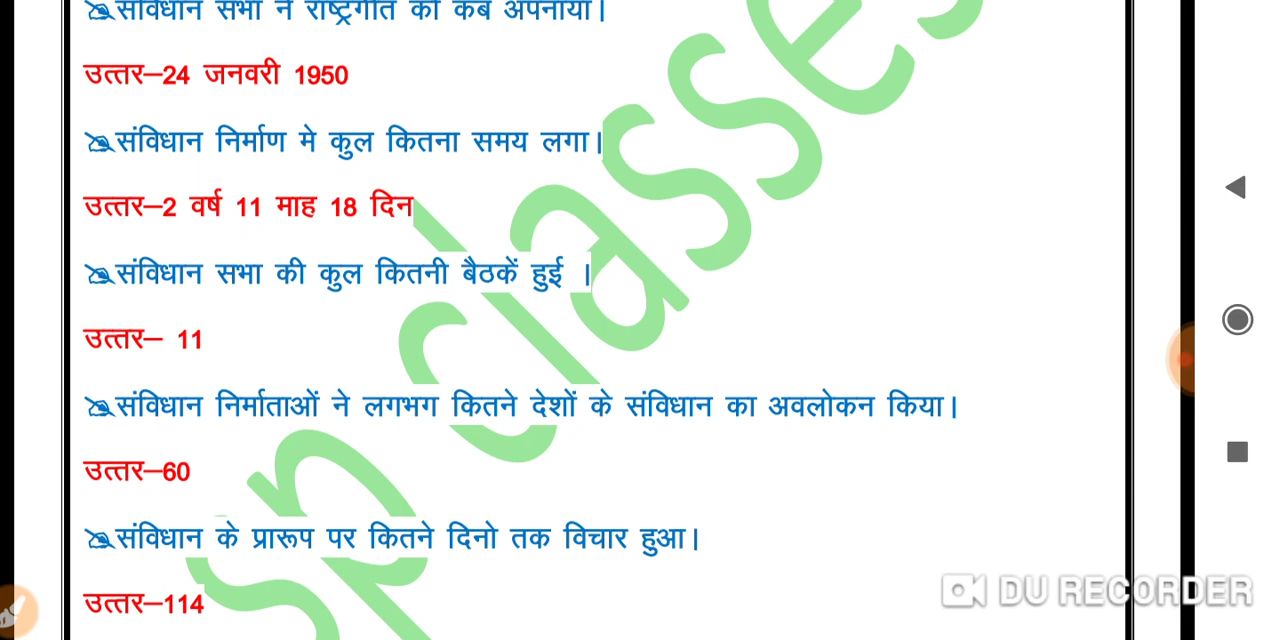 संविधान सभा ने राष्ट्रगीत को कब अपनाया।
उत्तर–24 जनवरी 1950
संविधान निर्माण मे कुल कितना समय लगा।
उत्तर–2 वर्ष 11 माह 18 दिन
संविधान सभा की कुल कितनी बैठकें हुई ।
उत्तर– 11
संविधान निर्माताओं ने लगभग कितने देशों के संविधान का अवलोकन किया।
उत्तर–60
संविधान के प्रारूप पर कितने दिनो तक विचार हुआ।
उत्तर–114
sp classes
DU RECORDER